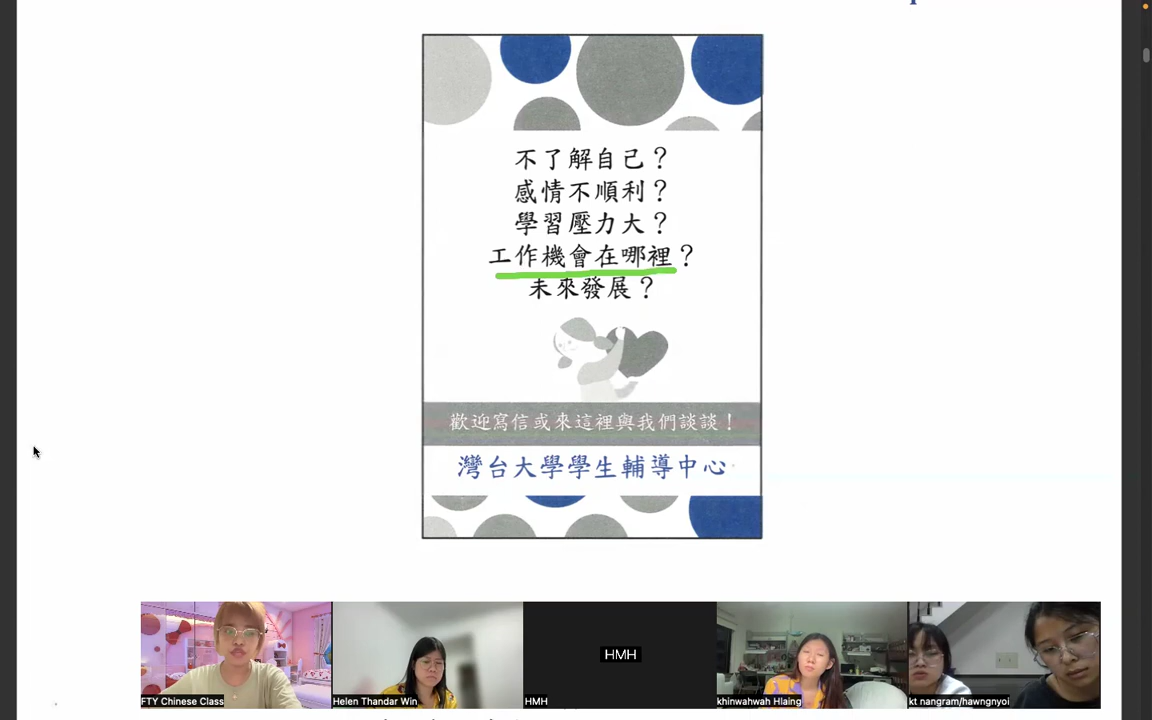 不了解自己？
感情不順利？
學習壓力大？
工作機會在哪裡？
未來發展？
歡迎寫信或來這裡與我們談談！
灣台大學學生輔導中心
HMH
FTY Chinese Class
Helen Thandar Win
HMH
khinwahwah Hlaing
kt nangram/hawngnyoi